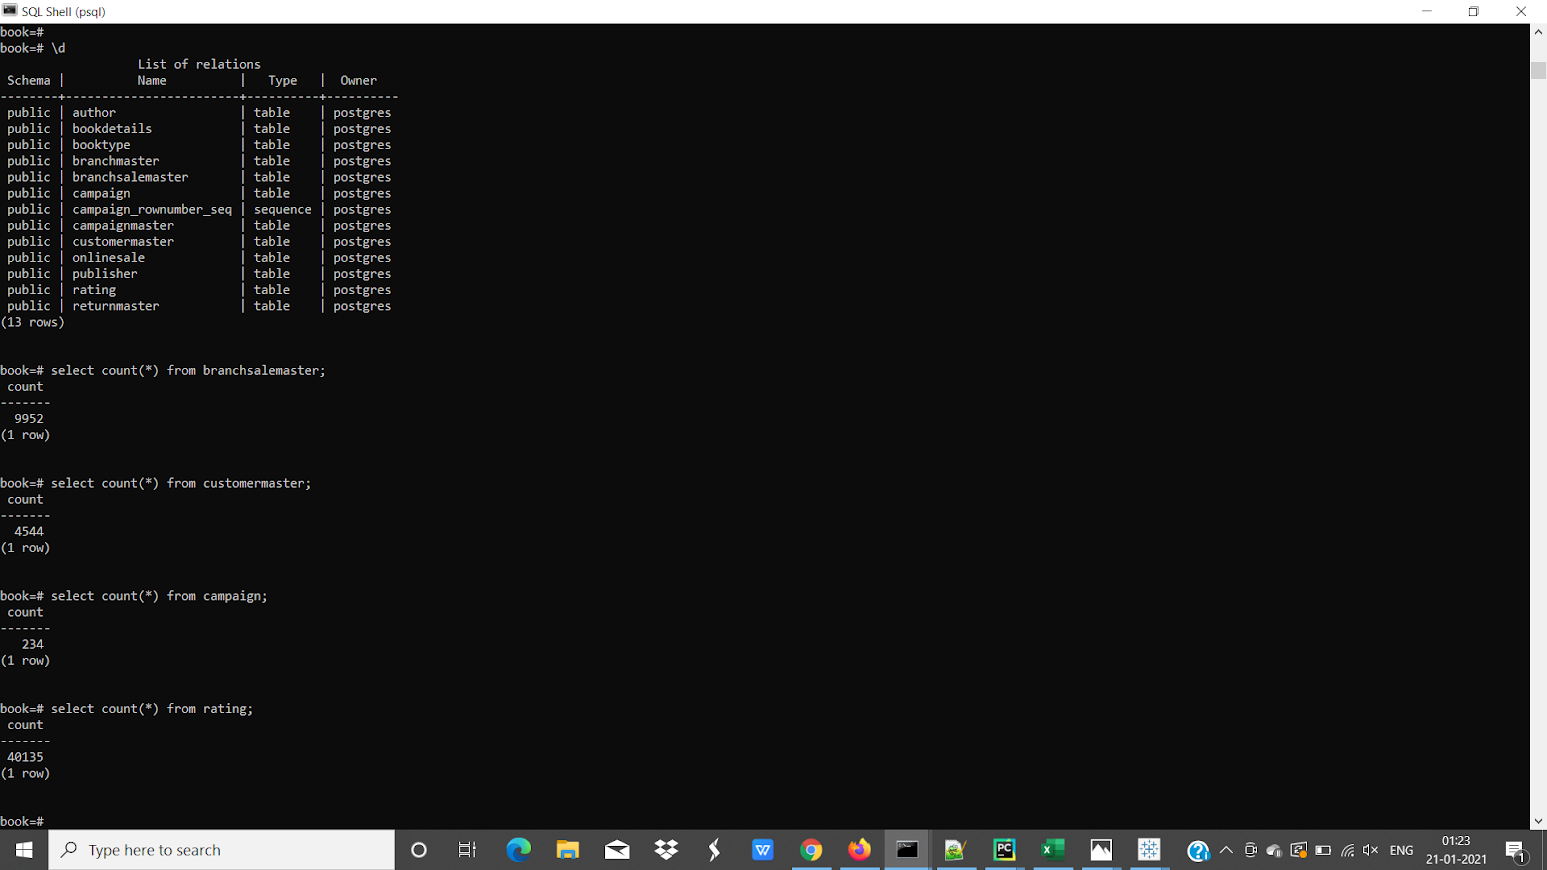 SQL Shell (psql)
book=#
book=# \d
List of relations
Schema | Name | Type | Owner
--------+------------------------+----------+----------
public | author | table | postgres
public | bookdetails | table | postgres
public | booktype | table | postgres
public | branchmaster | table | postgres
public | branchsalemaster | table | postgres
public | campaign | table | postgres
public | campaign_rownumber_seq | sequence | postgres
public | campaignmaster | table | postgres
public | customermaster | table | postgres
public | onlinesale | table | postgres
public | publisher | table | postgres
public | rating | table | postgres
public | returnmaster | table | postgres
(13 rows)
book=# select count(*) from branchsalemaster;
count
-------
9952
(1 row)
book=# select count(*) from customermaster;
count
-------
4544
(1 row)
book=# select count(*) from campaign;
count
-------
234
(1 row)
book=# select count(*) from rating;
count
-------
40135
(1 row)
book=#
Type here to search
W
PC
X
ENG
01:23
21-01-2021
1